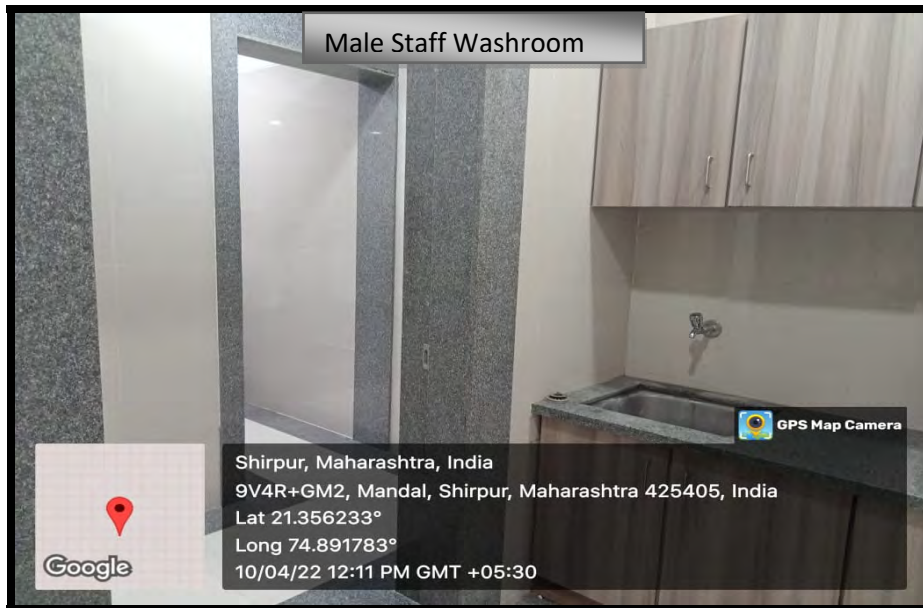 Male Staff Washroom
GPS Map Camera
Shirpur, Maharashtra, India
9V4R+GM2, Mandal, Shirpur, Maharashtra 425405, India
Lat 21.356233°
Long 74.891783°
10/04/22 12:11 PM GMT +05:30
Google